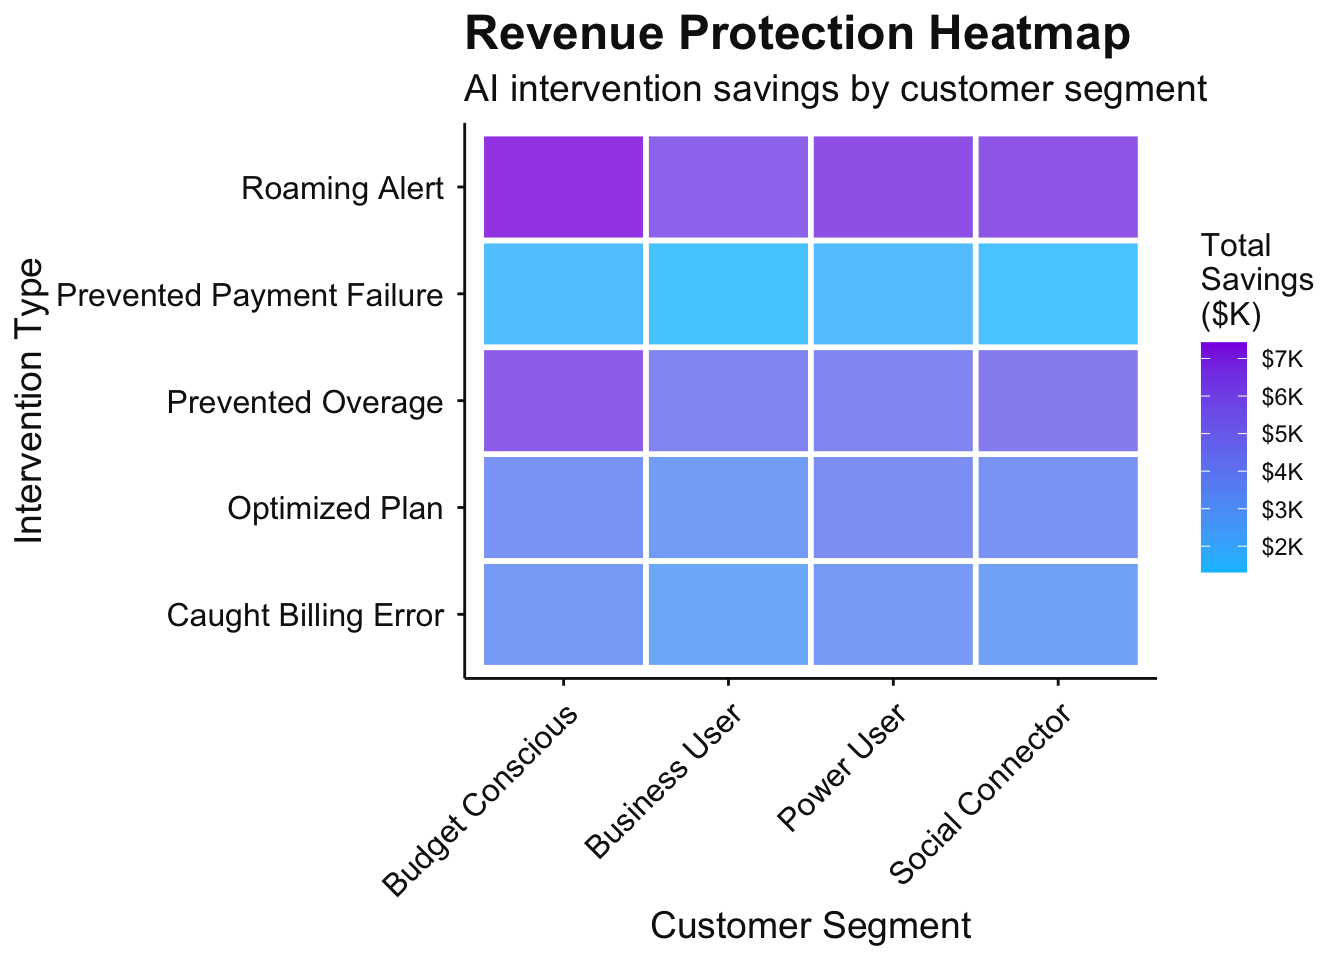 Revenue Protection Heatmap
AI intervention savings by customer segment
Intervention Type
Roaming Alert
Prevented Payment Failure
Prevented Overage
Optimized Plan
Caught Billing Error
Budget Conscious
Business User
Power User
Social Connector
Customer Segment
Total
Savings
($K)
$7K
$6K
$5K
$4K
$3K
$2K